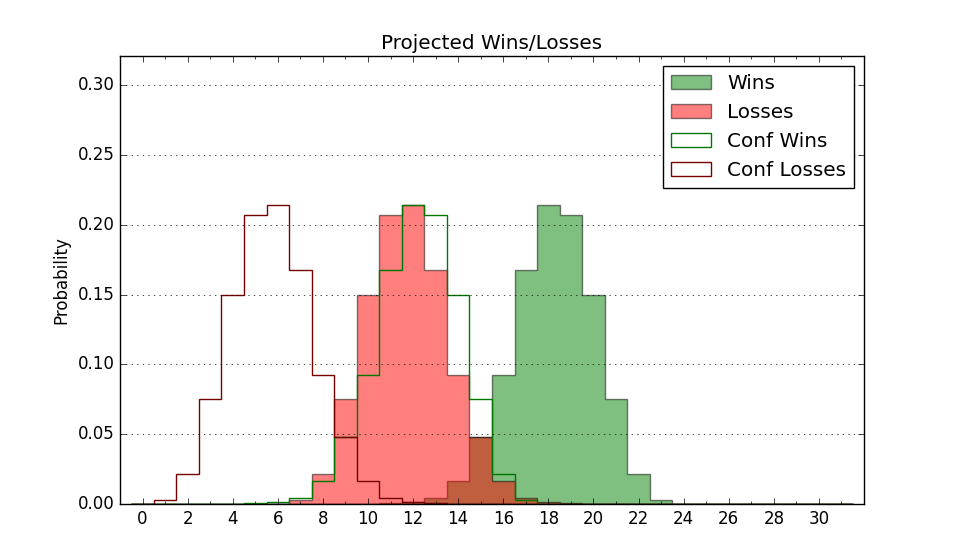 Projected Wins/Losses
Wins
Losses
Conf Wins
Conf Losses
Probability
0.30
0.25
0.20
0.15
0.10
0.05
0.00
0 2 4 6 8 10 12 14 16 18 20 22 24 26 28 30